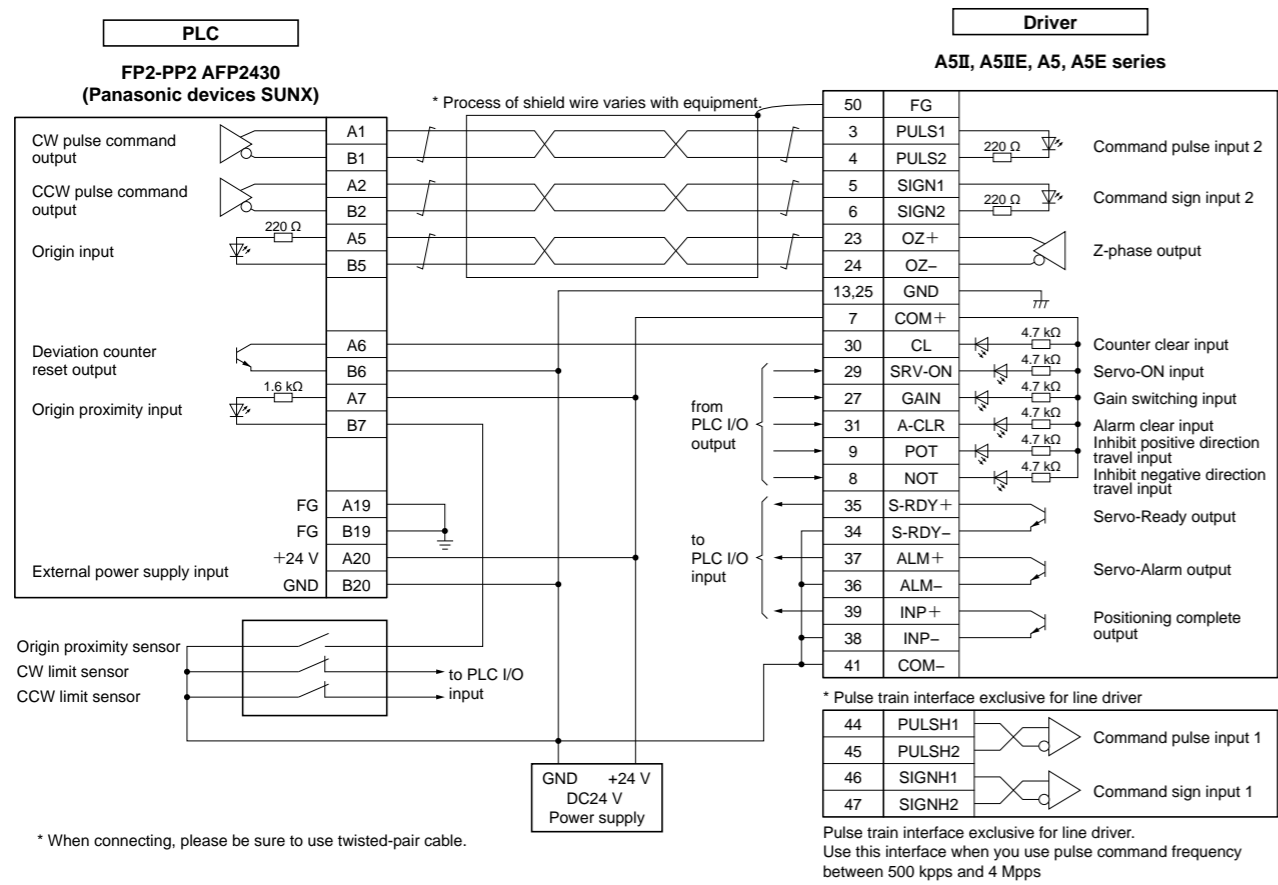 PLC
FP2-PP2 AFP2430
(Panasonic devices SUNX)
Driver
A5II, A5IIE, A5, A5E series
* Process of shield wire varies with equipment.
CW pulse command
output
A1
B1
CCW pulse command
output
A2
B2
Origin input
220 Ω
A5
B5
Deviation counter
reset output
A6
B6
Origin proximity input
1.6 kΩ
A7
B7
FG A19
FG B19
External power supply input
+24 V A20
GND B20
Origin proximity sensor
CW limit sensor
CCW limit sensor
to PLC I/O
input
GND +24 V
DC24 V
Power supply
* When connecting, please be sure to use twisted-pair cable.
from
PLC I/O
output
to
PLC I/O
input
50 FG
3 PULS1
4 PULS2
220 Ω
Command pulse input 2
5 SIGN1
6 SIGN2
220 Ω
Command sign input 2
23 OZ+
24 OZ–
Z-phase output
13,25 GND
7 COM+
30 CL 4.7 kΩ Counter clear input
29 SRV-ON 4.7 kΩ Servo-ON input
27 GAIN 4.7 kΩ Gain switching input
31 A-CLR 4.7 kΩ Alarm clear input
9 POT 4.7 kΩ Inhibit positive direction
travel input
8 NOT 4.7 kΩ Inhibit negative direction
travel input
35 S-RDY+
34 S-RDY–
Servo-Ready output
37 ALM+
36 ALM–
Servo-Alarm output
39 INP+
38 INP–
Positioning complete
output
41 COM–
* Pulse train interface exclusive for line driver
44 PULSH1
45 PULSH2
Command pulse input 1
46 SIGNH1
47 SIGNH2
Command sign input 1
Pulse train interface exclusive for line driver.
Use this interface when you use pulse command frequency
between 500 kpps and 4 Mpps